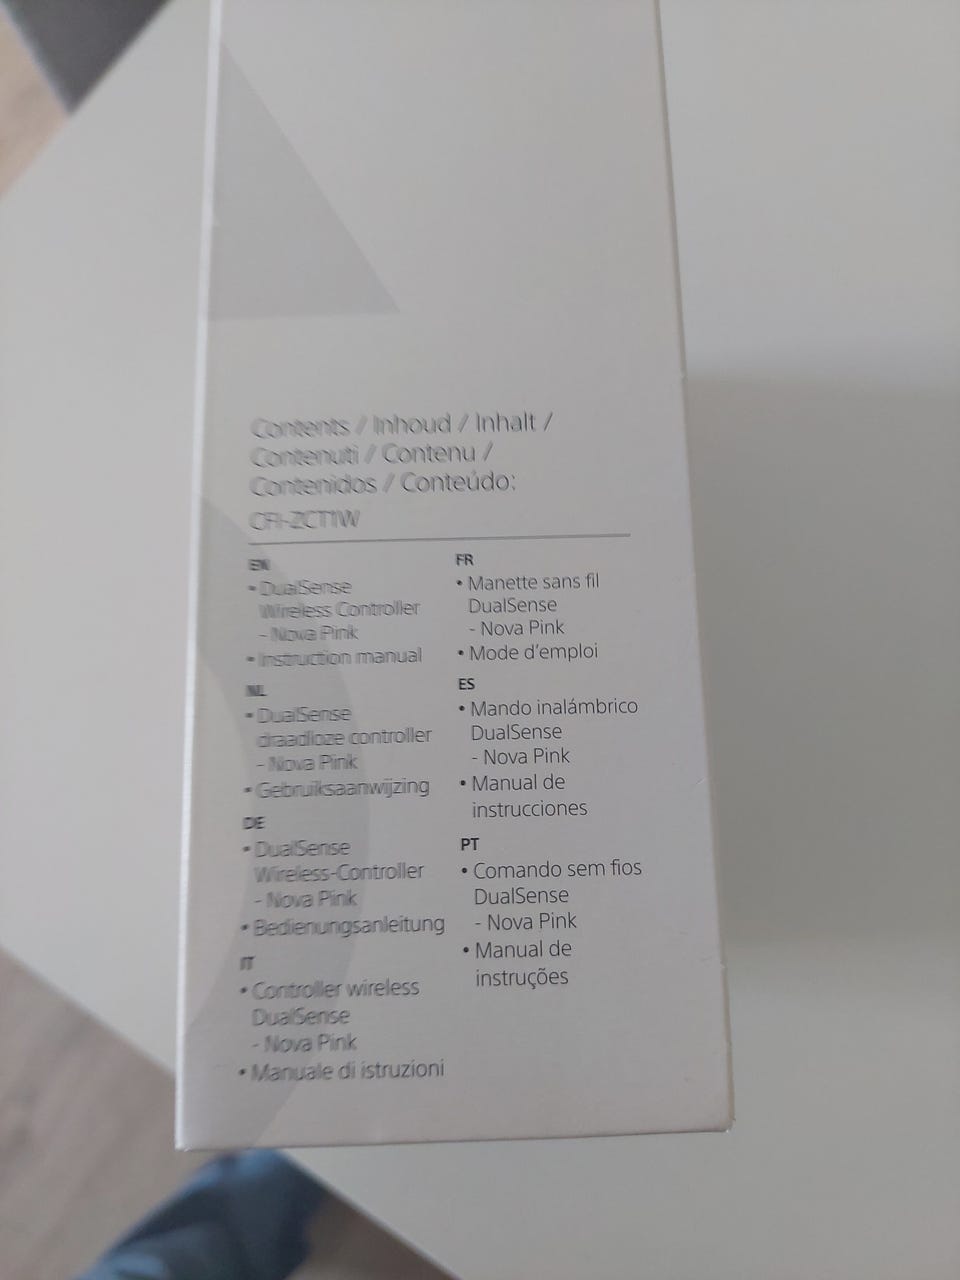 Contents / Inhoud / Inhalt /
Contenuti / Contenu /
Contenidos / Conteúdo:
CFI-ZCT1W
EN
• DualSense
Wireless Controller
- Nova Pink
• Instruction manual
NL
• DualSense
draadloze controller
- Nova Pink
• Gebruiksaanwijzing
DE
• DualSense
Wireless-Controller
- Nova Pink
• Bedienungsanleitung
IT
• Controller wireless
DualSense
- Nova Pink
• Manuale di istruzioni
FR
• Manette sans fil
DualSense
- Nova Pink
• Mode d'emploi
ES
• Mando inalámbrico
DualSense
- Nova Pink
• Manual de
instrucciones
PT
• Comando sem fios
DualSense
- Nova Pink
• Manual de
instruções